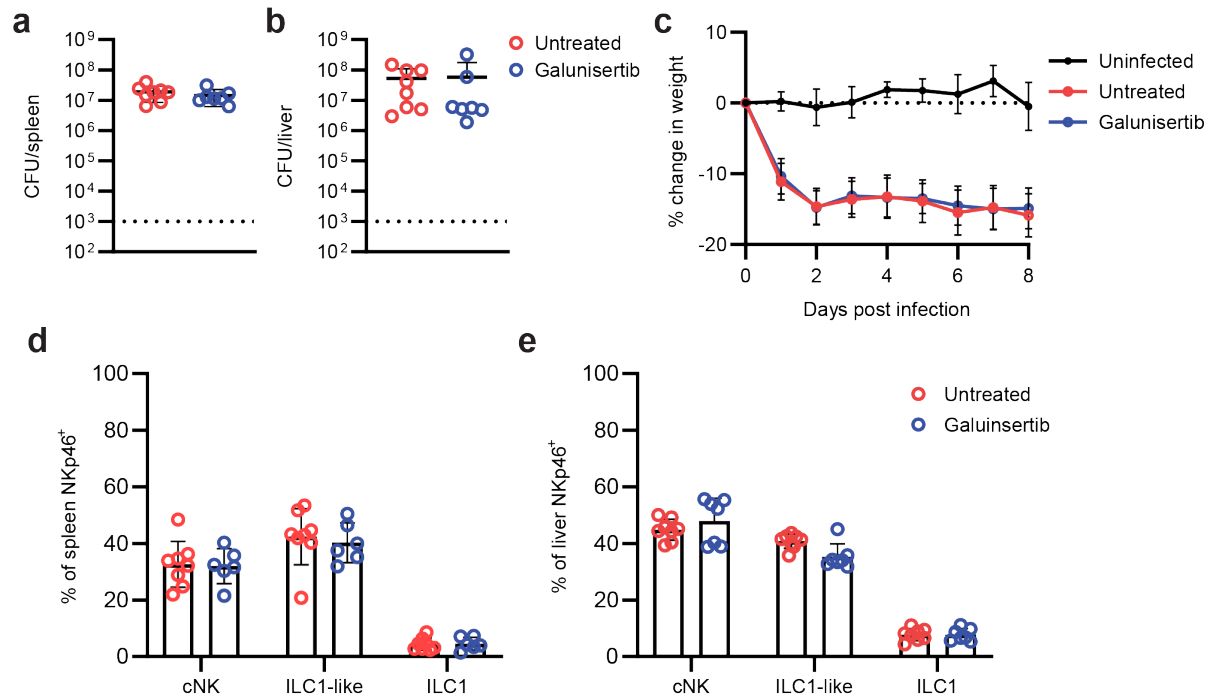 a
CFU/spleen
10⁹
10⁸
10⁷
10⁶
10⁵
10⁴
10³
10²
b
CFU/liver
10⁹
10⁸
10⁷
10⁶
10⁵
10⁴
10³
10²
Untreated
Galunisertib
c
% change in weight
10
0
-10
-20
0 2 4 6 8
Days post infection
Uninfected
Untreated
Galunisertib
d
% of spleen NKp46⁺
100
80
60
40
20
0
cNK ILC1-like ILC1
e
% of liver NKp46⁺
100
80
60
40
20
0
cNK ILC1-like ILC1
Untreated
Galuinsertib